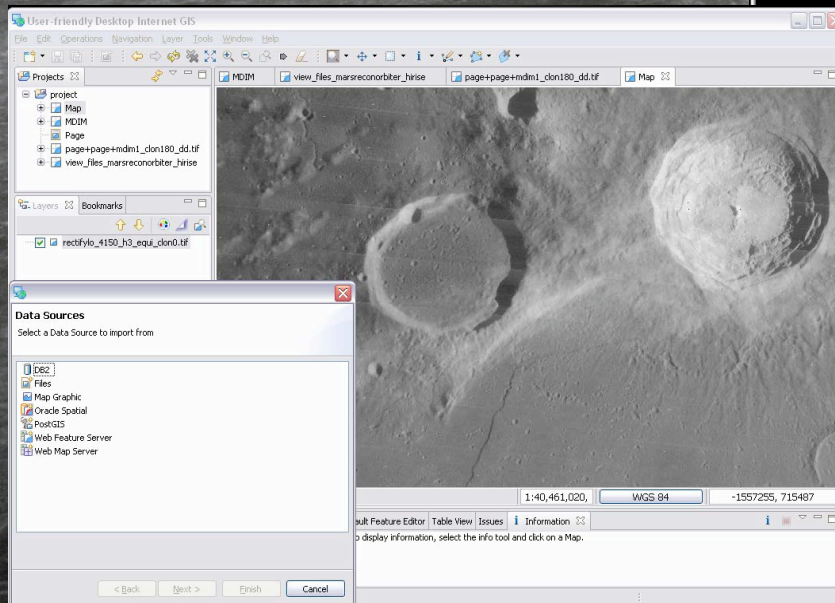 User-friendly Desktop Internet GIS
File Edit Operations Navigation Layer Tools Window Help
Projects
MDIM
view_files_marsreconorbiter_hirise
page+page+mdim1_clon180_dd.tif
Map
project
Map
MDIM
Page
page+page+mdim1_clon180_dd.tif
view_files_marsreconorbiter_hirise
Layers Bookmarks
rectifylo_4150_h3_equi_clon0.tif
Data Sources
Select a Data Source to import from
DB2
Files
Map Graphic
Oracle Spatial
PostGIS
Web Feature Server
Web Map Server
< Back Next > Finish Cancel
1:40,461,020, WGS 84 -1557255, 715487
ault Feature Editor Table View Issues i Information
o display information, select the info tool and click on a Map.